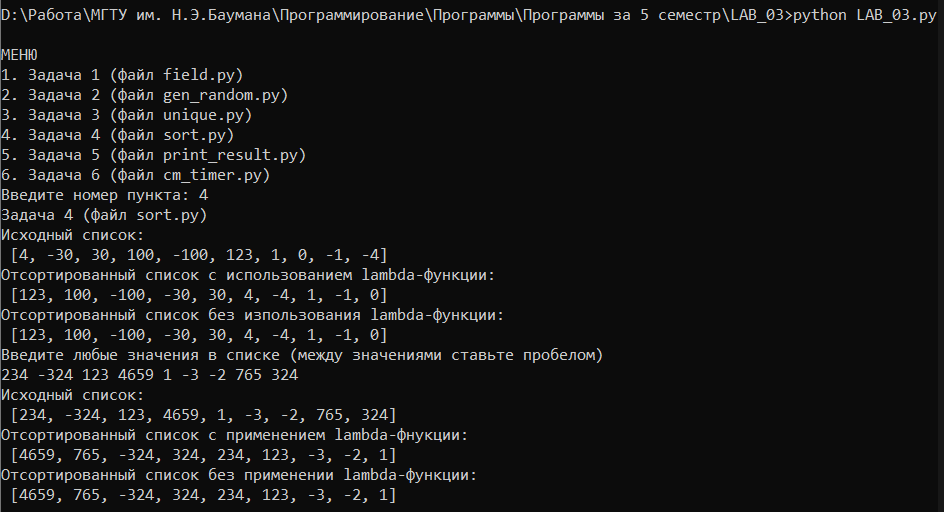 D:\Работа\МГТУ им. Н.Э.Баумана\Программирование\Программы\Программы за 5 семестр\LAB_03>python LAB_03.py
МЕНЮ
1. Задача 1 (файл field.py)
2. Задача 2 (файл gen_random.py)
3. Задача 3 (файл unique.py)
4. Задача 4 (файл sort.py)
5. Задача 5 (файл print_result.py)
6. Задача 6 (файл cm_timer.py)
Введите номер пункта: 4
Задача 4 (файл sort.py)
Исходный список:
[4, -30, 30, 100, -100, 123, 1, 0, -1, -4]
Отсортированный список с использованием lambda-функции:
[123, 100, -100, -30, 30, 4, -4, 1, -1, 0]
Отсортированный список без изпользования lambda-функции:
[123, 100, -100, -30, 30, 4, -4, 1, -1, 0]
Введите любые значения в списке (между значениями ставьте пробелом)
234 -324 123 4659 1 -3 -2 765 324
Исходный список:
[234, -324, 123, 4659, 1, -3, -2, 765, 324]
Отсортированный список с применением lambda-фнукции:
[4659, 765, -324, 324, 234, 123, -3, -2, 1]
Отсортированный список без применении lambda-функции:
[4659, 765, -324, 324, 234, 123, -3, -2, 1]